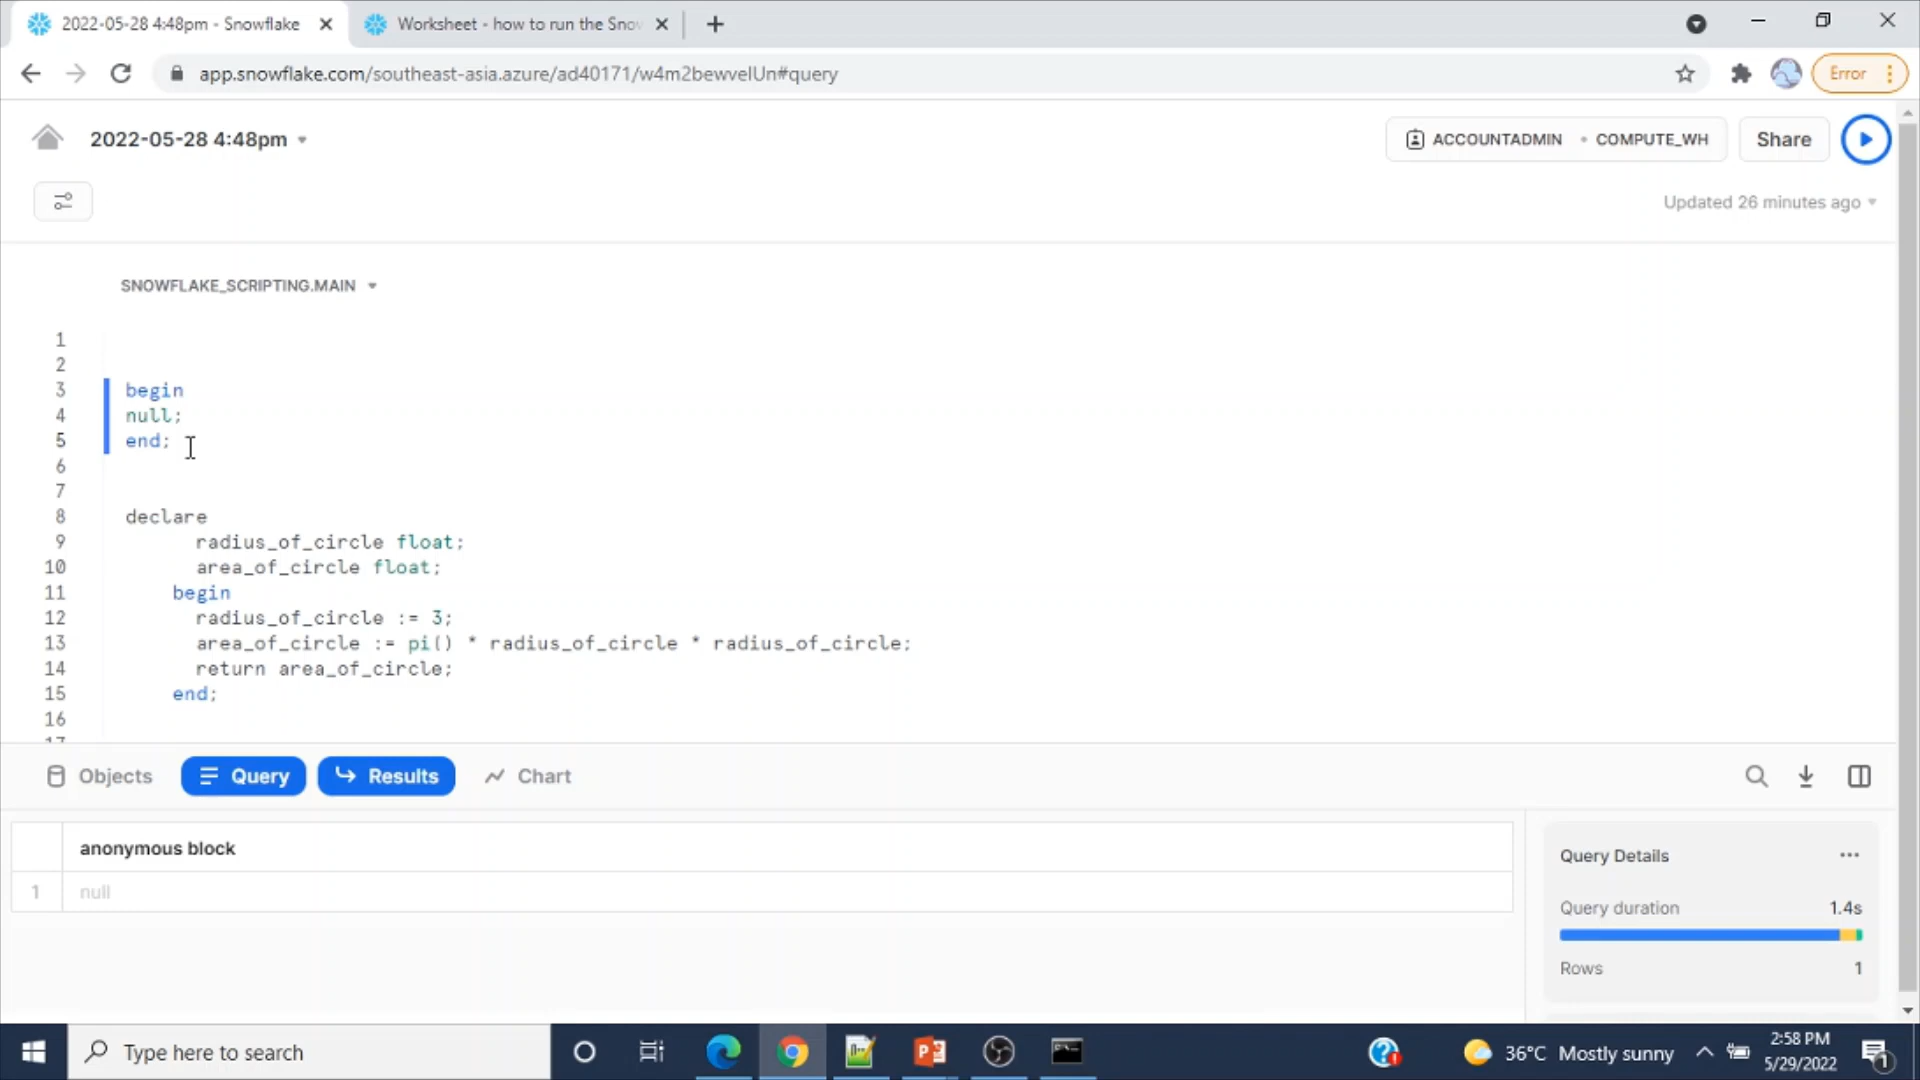 2022-05-28 4:48pm - Snowflake
Worksheet - how to run the Snow
app.snowflake.com/southeast-asia.azure/ad40171/w4m2bewvelUn#query
Error
2022-05-28 4:48pm
ACCOUNTADMIN • COMPUTE_WH
Share
Updated 26 minutes ago
SNOWFLAKE_SCRIPTING.MAIN
1
2
3 begin
4 null;
5 end;
6
7
8 declare
9 radius_of_circle float;
10 area_of_circle float;
11 begin
12 radius_of_circle := 3;
13 area_of_circle := pi() * radius_of_circle * radius_of_circle;
14 return area_of_circle;
15 end;
16
17
Objects Query Results Chart
anonymous block
1 null
Query Details
Query duration 1.4s
Rows 1
Type here to search
36°C Mostly sunny
2:58 PM
5/29/2022
1